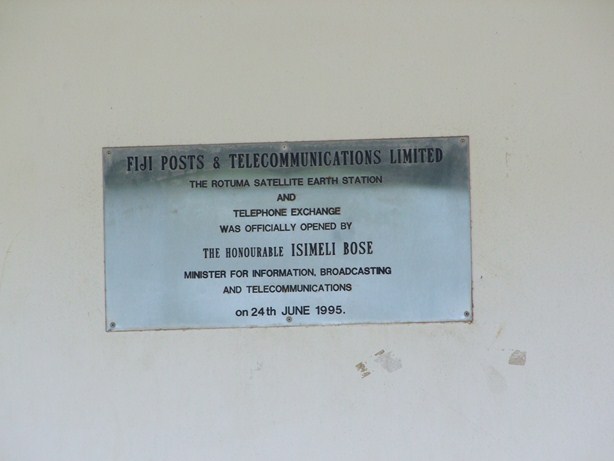 FIJI POSTS & TELECOMMUNICATIONS LIMITED
THE ROTUMA SATELLITE EARTH STATION
AND
TELEPHONE EXCHANGE
WAS OFFICIALLY OPENED BY
THE HONOURABLE ISIMELI BOSE
MINISTER FOR INFORMATION, BROADCASTING
AND TELECOMMUNICATIONS
on 24th JUNE 1995.